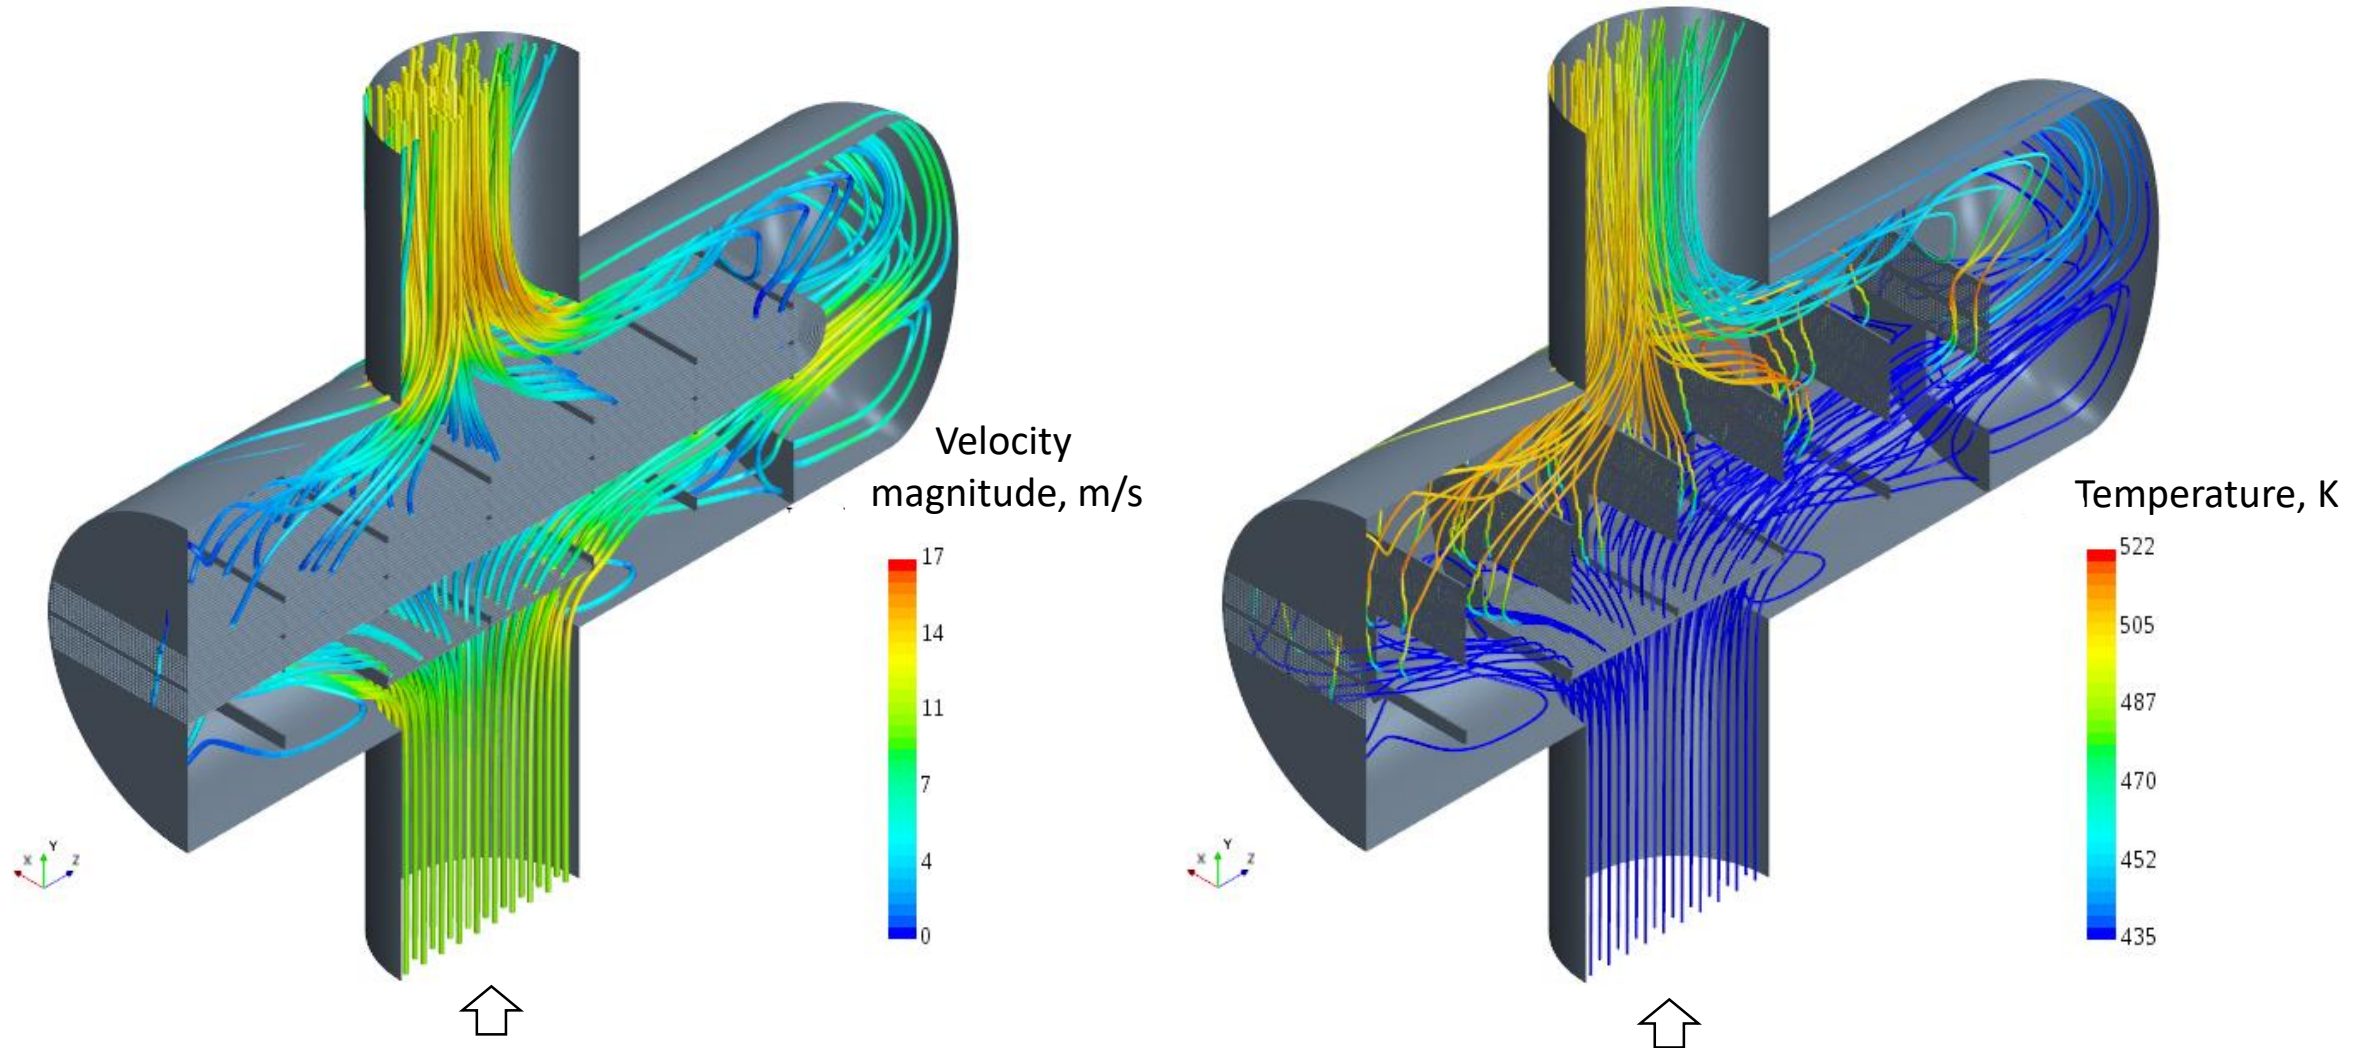 Velocity
magnitude, m/s
17
14
11
7
4
0
X Y Z
Temperature, K
522
505
487
470
452
435
X Y Z